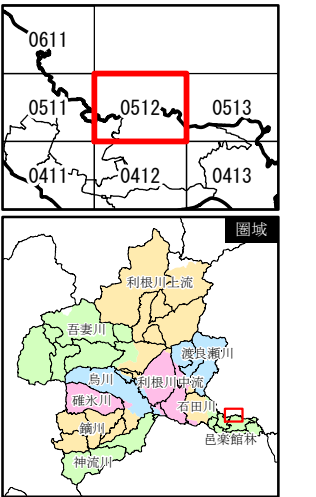 0611
0511 0512 0513
0411 0412 0413
圏域
利根川上流
吾妻川
渡良瀬川
烏川 利根川中流
碓氷川
石田川
鏑川
邑楽館林
神流川